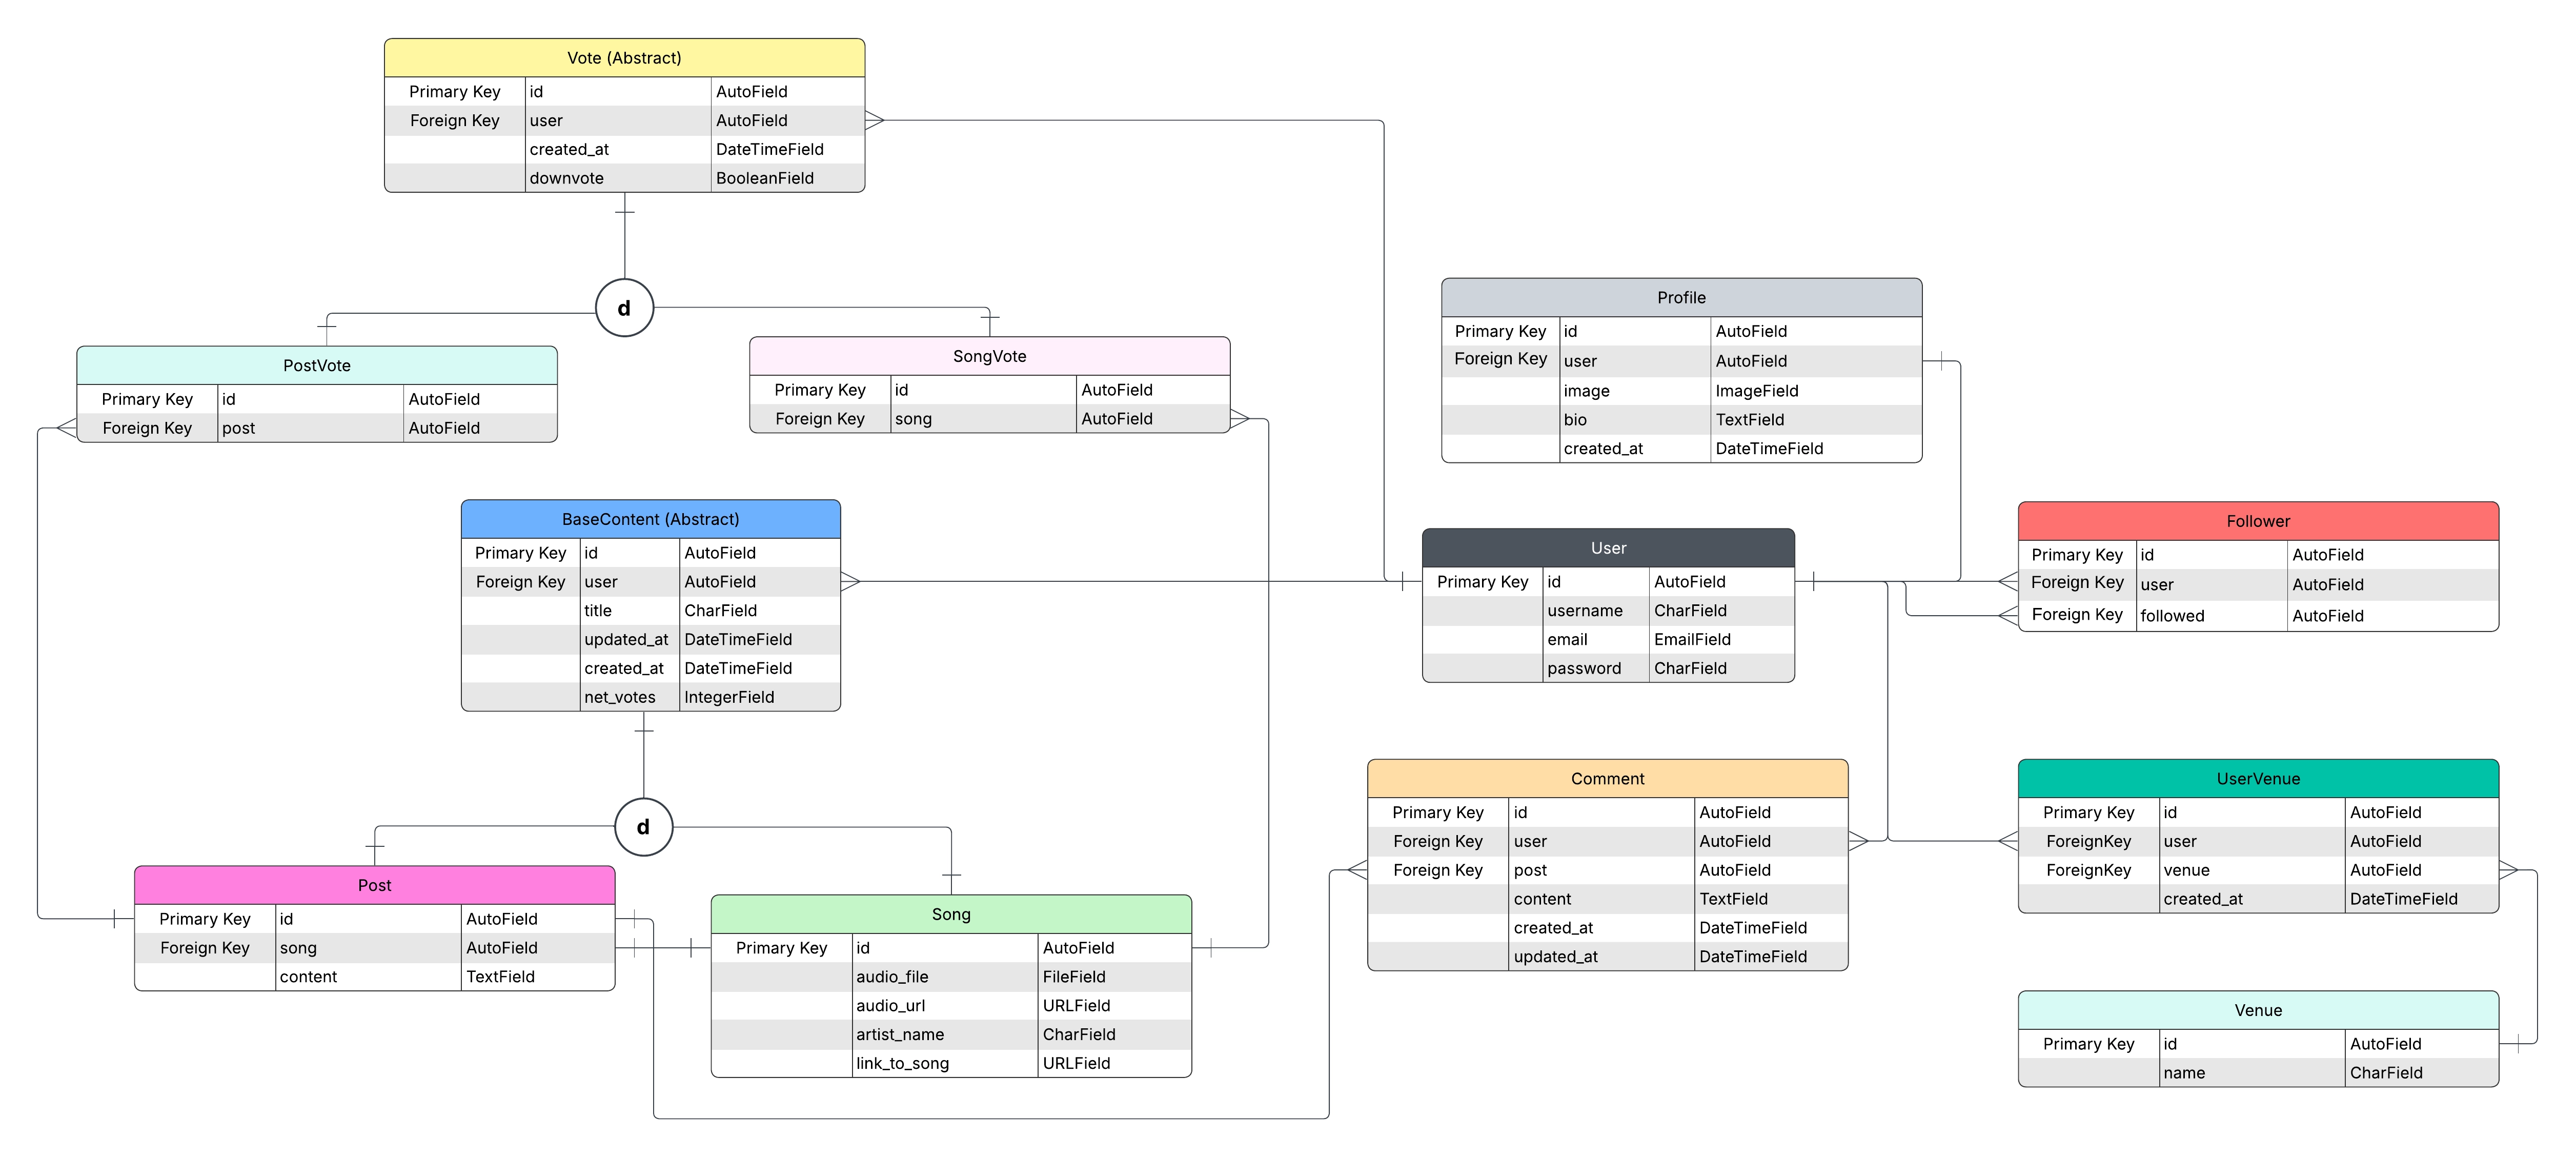 Vote (Abstract)
Primary Key id AutoField
Foreign Key user AutoField
created_at DateTimeField
downvote BooleanField
d
PostVote
Primary Key id AutoField
Foreign Key post AutoField
SongVote
Primary Key id AutoField
Foreign Key song AutoField
Profile
Primary Key id AutoField
Foreign Key user AutoField
image ImageField
bio TextField
created_at DateTimeField
BaseContent (Abstract)
Primary Key id AutoField
Foreign Key user AutoField
title CharField
updated_at DateTimeField
created_at DateTimeField
net_votes IntegerField
User
Primary Key id AutoField
username CharField
email EmailField
password CharField
Follower
Primary Key id AutoField
Foreign Key user AutoField
Foreign Key followed AutoField
d
Post
Primary Key id AutoField
Foreign Key song AutoField
content TextField
Song
Primary Key id AutoField
audio_file FileField
audio_url URLField
artist_name CharField
link_to_song URLField
Comment
Primary Key id AutoField
Foreign Key user AutoField
Foreign Key post AutoField
content TextField
created_at DateTimeField
updated_at DateTimeField
UserVenue
Primary Key id AutoField
ForeignKey user AutoField
ForeignKey venue AutoField
created_at DateTimeField
Venue
Primary Key id AutoField
name CharField